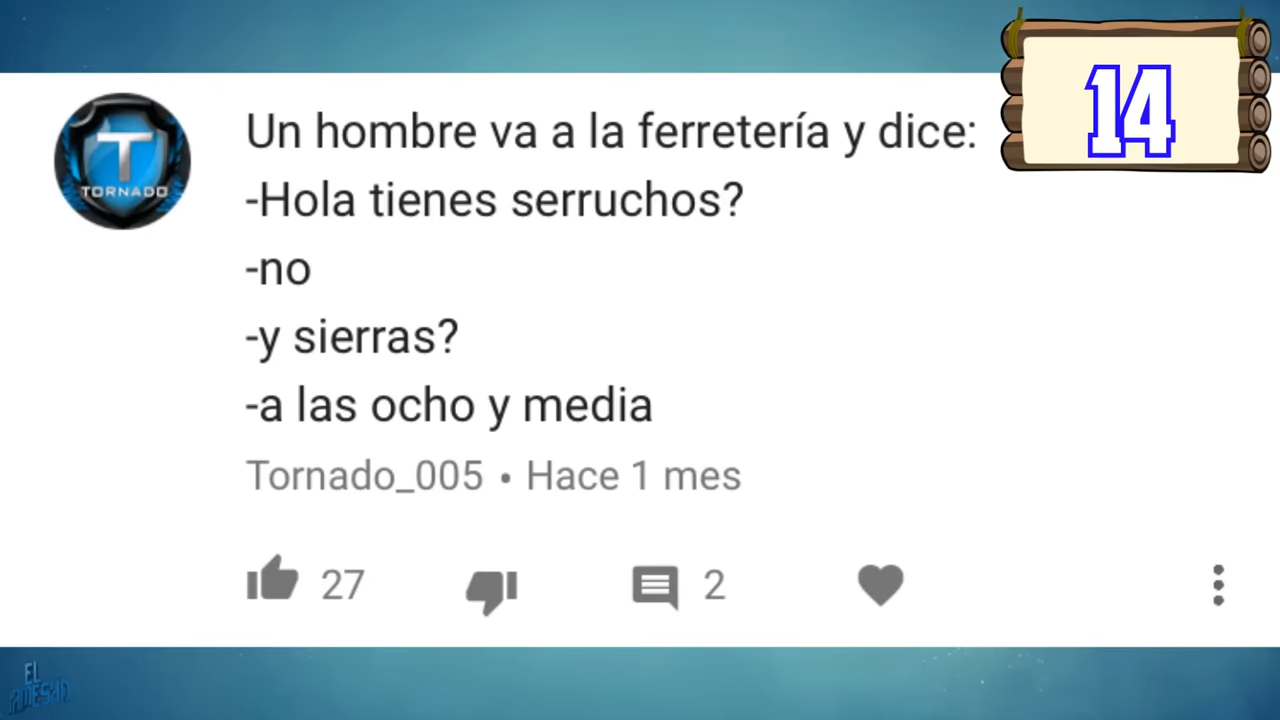 14
Un hombre va a la ferretería y dice:
-Hola tienes serruchos?
-no
-y sierras?
-a las ocho y media
Tornado_005 • Hace 1 mes
27
2
T
TORNADO
EL